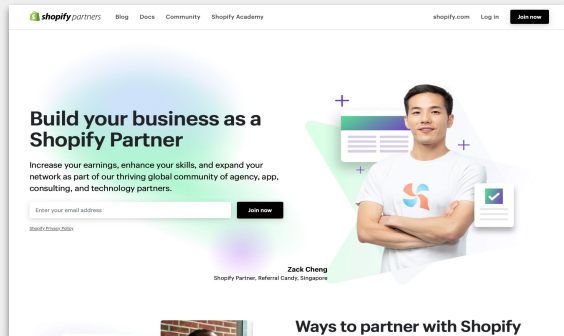 shopify partners
Blog
Docs
Community
Shopify Academy
shopify.com
Log in
Join now
Build your business as a
Shopify Partner
Increase your earnings, enhance your skills, and expand your
network as part of our thriving global community of agency, app,
consulting, and technology partners.
Enter your email address
Join now
Shopify Privacy Policy
Zack Cheng
Shopify Partner, Referral Candy, Singapore
Ways to partner with Shopify